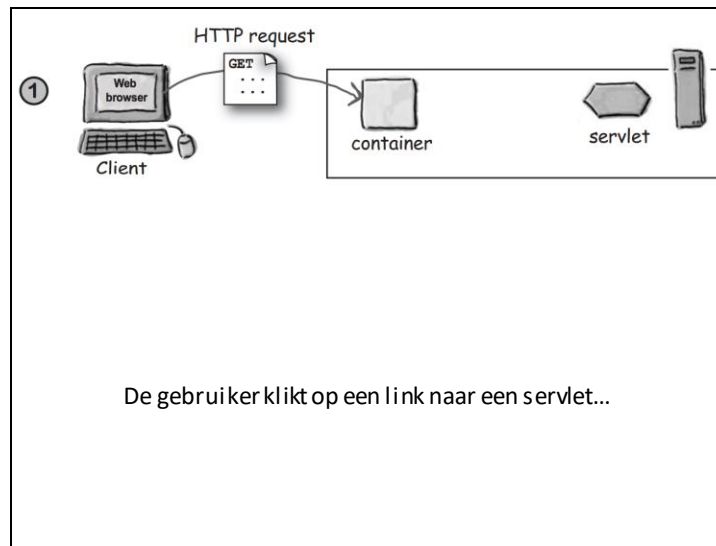 HTTP request
GET
1
Web
browser
Client
container
servlet
De gebruiker klikt op een link naar een servlet...